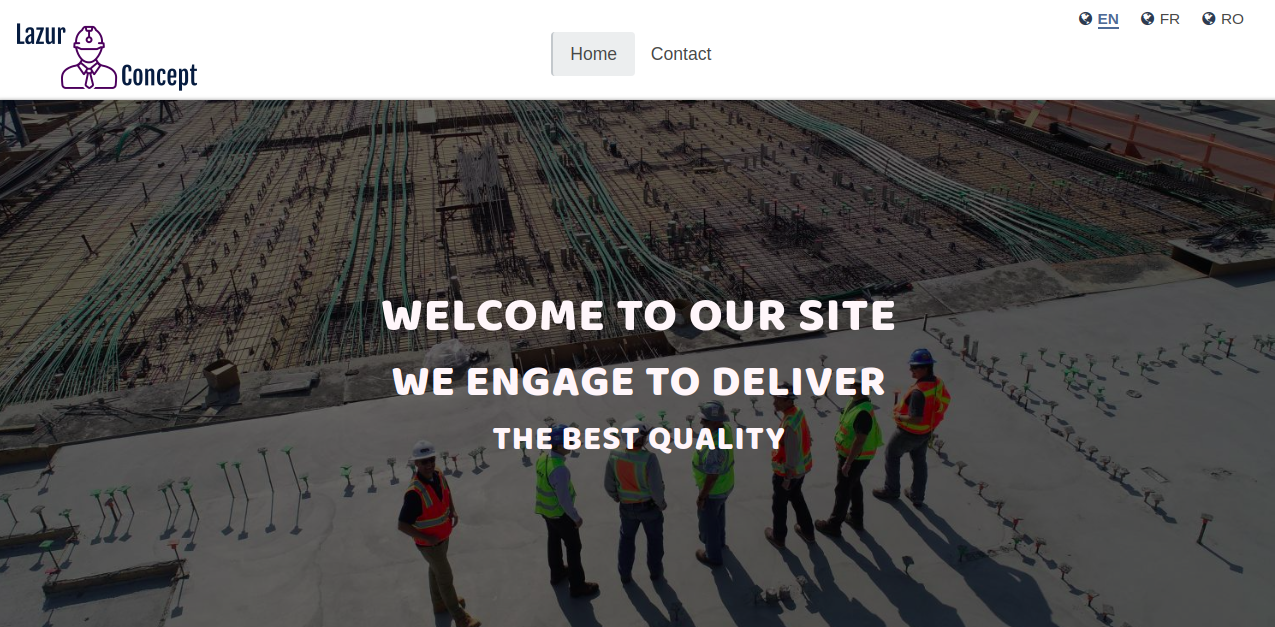 Lazur
Concept
Home
Contact
EN
FR
RO
WELCOME TO OUR SITE
WE ENGAGE TO DELIVER
THE BEST QUALITY